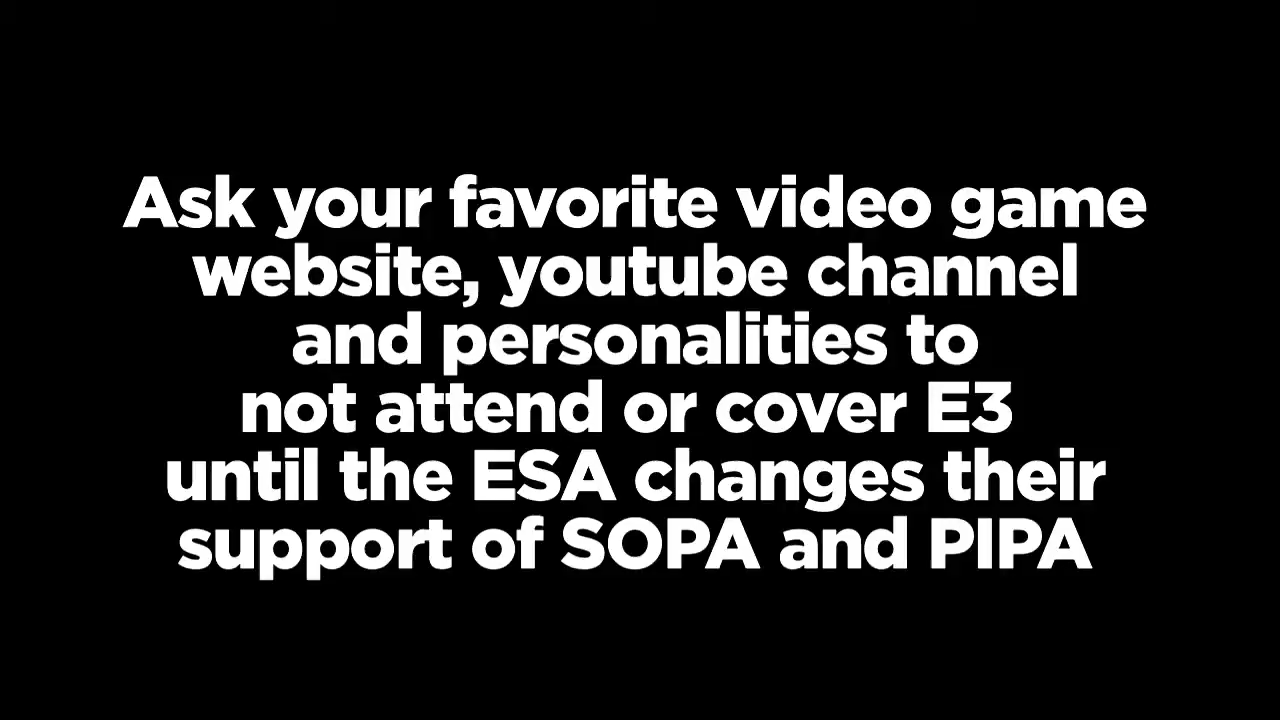 Ask your favorite video game
website, youtube channel
and personalities to
not attend or cover E3
until the ESA changes their
support of SOPA and PIPA